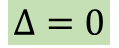 Δ = 0